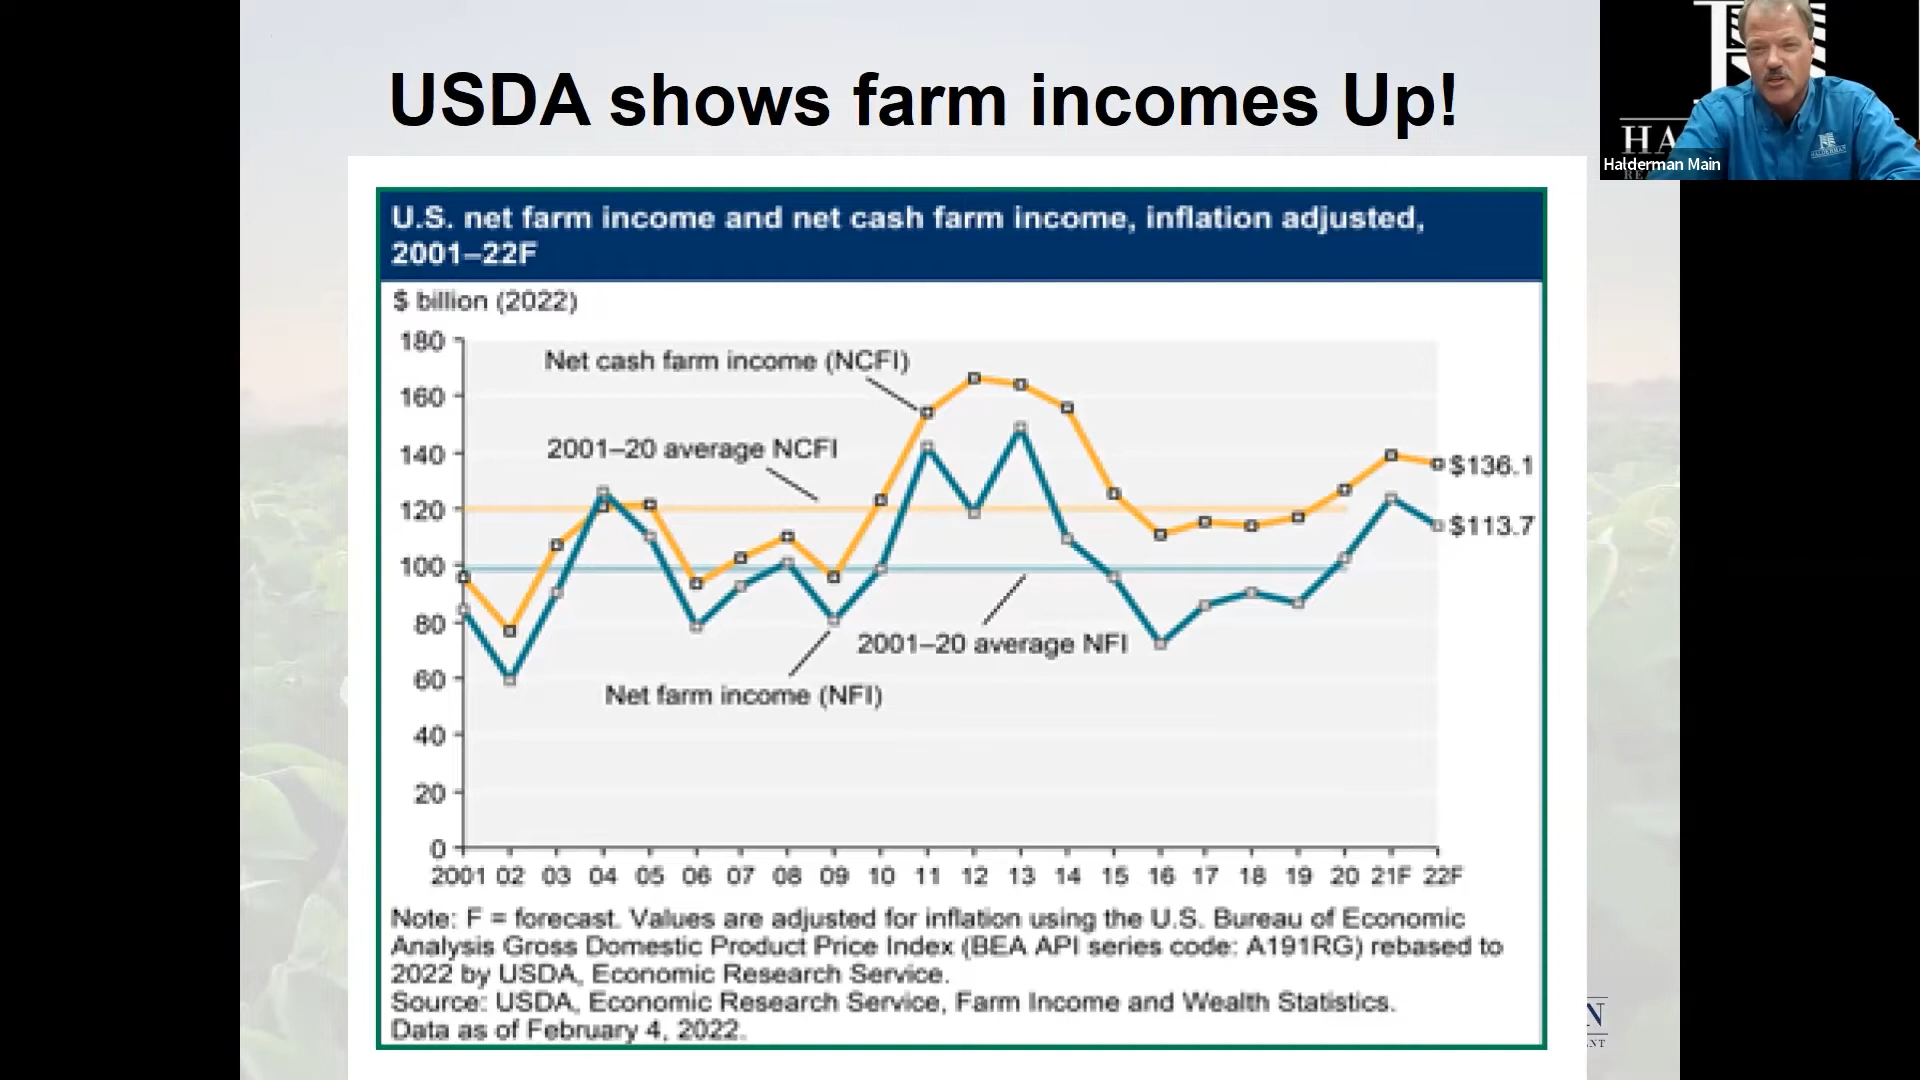 USDA shows farm incomes Up!
HA
Halderman Main
U.S. net farm income and net cash farm income, inflation adjusted,
2001–22F
$ billion (2022)
180
160
140
120
100
80
60
40
20
0
Net cash farm income (NCFI)
2001–20 average NCFI
$136.1
$113.7
2001–20 average NFI
Net farm income (NFI)
2001 02 03 04 05 06 07 08 09 10 11 12 13 14 15 16 17 18 19 20 21F 22F
Note: F = forecast. Values are adjusted for inflation using the U.S. Bureau of Economic
Analysis Gross Domestic Product Price Index (BEA API series code: A191RG) rebased to
2022 by USDA, Economic Research Service.
Source: USDA, Economic Research Service, Farm Income and Wealth Statistics.
Data as of February 4, 2022.
N
NT